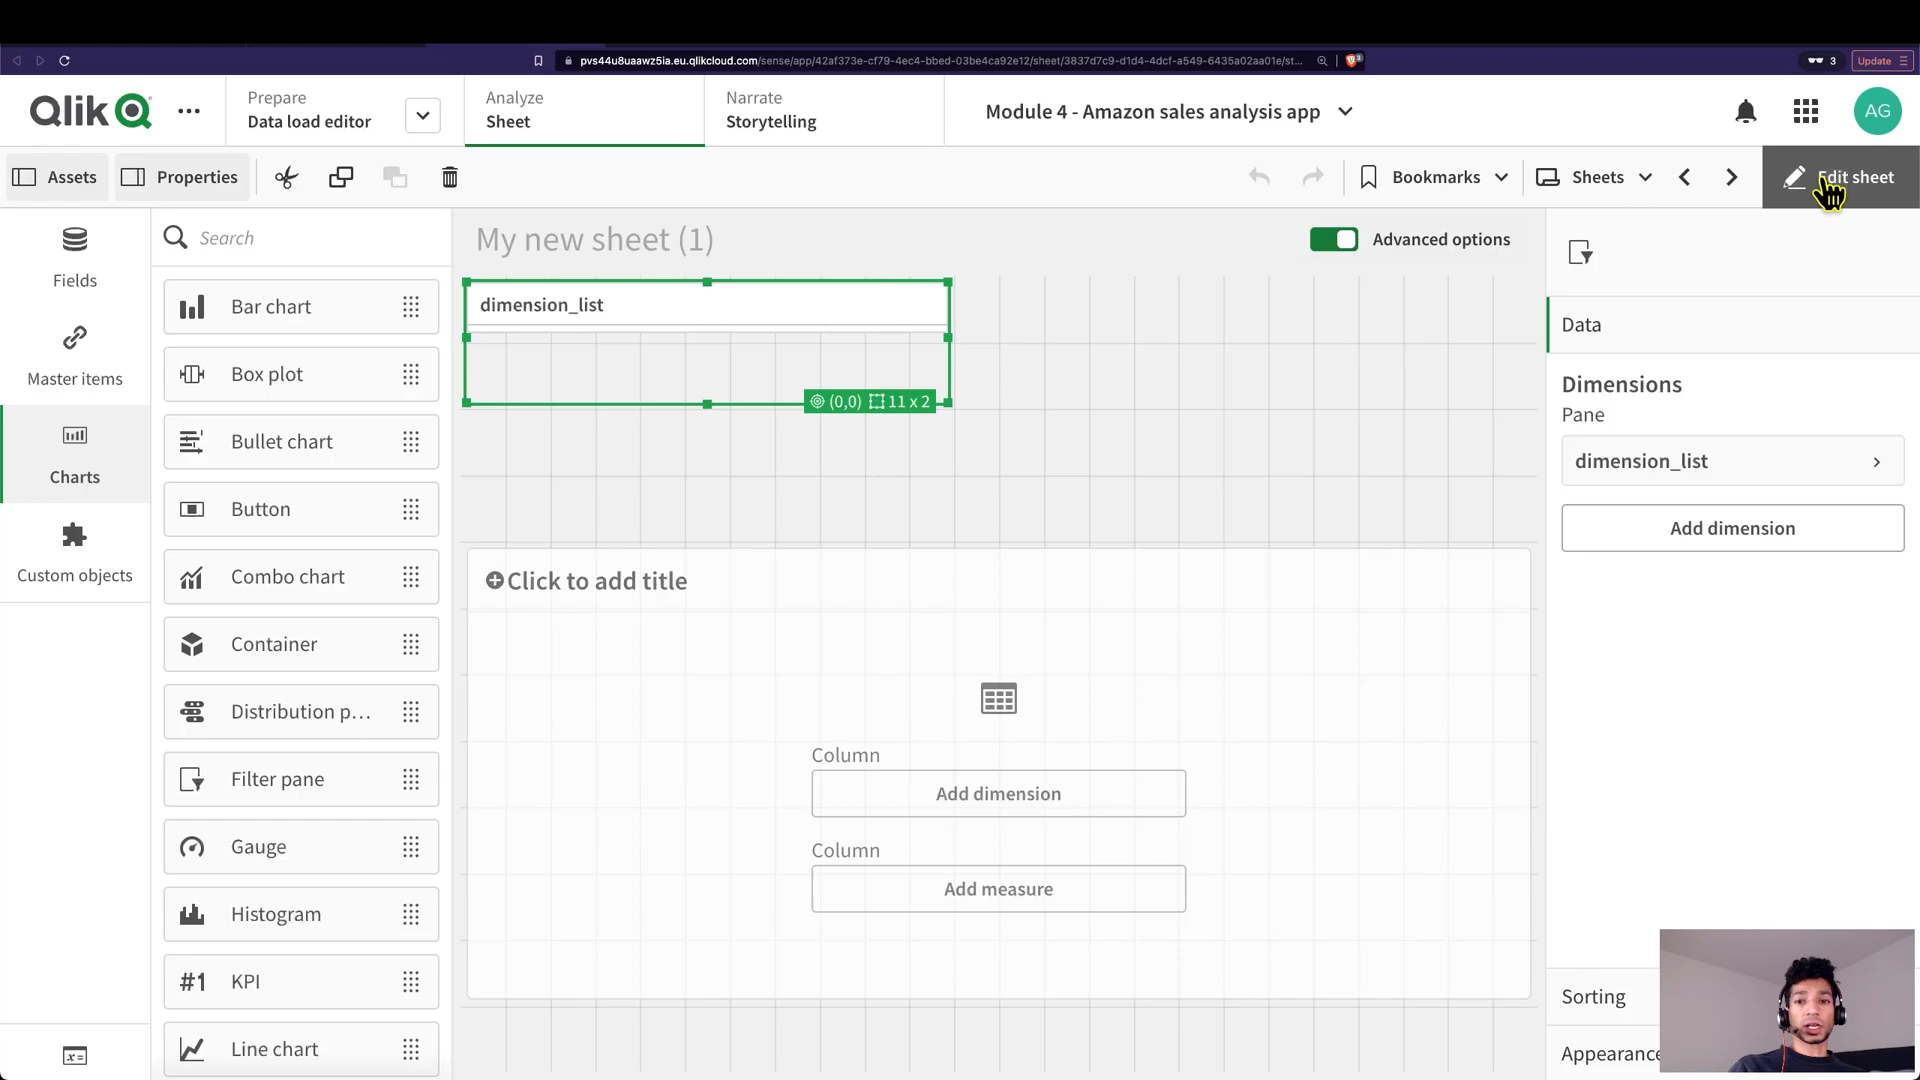 pvs44u8uaawz5ia.eu.qlikcloud.com/sense/app/42af373e-cf79-4ec4-bbed-03be4ca92e12/sheet/3837d7c9-d1d4-4dcf-a549-6435a02aa01e/st...
3
Update
Qlik
Prepare
Data load editor
Analyze
Sheet
Narrate
Storytelling
Module 4 - Amazon sales analysis app
AG
Assets
Properties
Bookmarks
Sheets
Edit sheet
Fields
Master items
Charts
Custom objects
Search
Bar chart
Box plot
Bullet chart
Button
Combo chart
Container
Distribution p...
Filter pane
Gauge
Histogram
#1 KPI
Line chart
My new sheet (1)
Advanced options
dimension_list
(0,0) 11 x 2
Click to add title
Column
Add dimension
Column
Add measure
Data
Dimensions
Pane
dimension_list
Add dimension
Sorting
Appearance